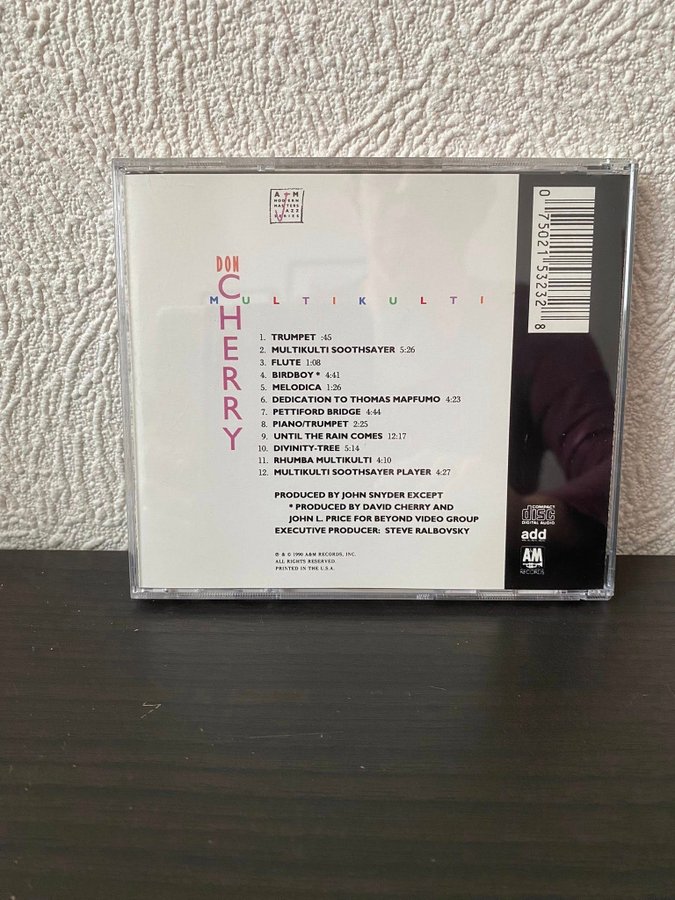 A&M
MODERN
MASTERS
JAZZ
SERIES
DON
CHERRY
MULTIKULTI
1. TRUMPET :45
2. MULTIKULTI SOOTHSAYER 5:26
3. FLUTE 1:08
4. BIRDBOY * 4:41
5. MELODICA 1:26
6. DEDICATION TO THOMAS MAPFUMO 4:23
7. PETTIFORD BRIDGE 4:44
8. PIANO/TRUMPET 2:25
9. UNTIL THE RAIN COMES 12:17
10. DIVINITY-TREE 5:14
11. RHUMBA MULTIKULTI 4:10
12. MULTIKULTI SOOTHSAYER PLAYER 4:27
PRODUCED BY JOHN SNYDER EXCEPT
* PRODUCED BY DAVID CHERRY AND
JOHN L. PRICE FOR BEYOND VIDEO GROUP
EXECUTIVE PRODUCER: STEVE RALBOVSKY
℗ & © 1990 A&M RECORDS, INC.
ALL RIGHTS RESERVED.
PRINTED IN THE U.S.A.
0 75021 53232 8
COMPACT
disc
DIGITAL AUDIO
add
A&M
RECORDS